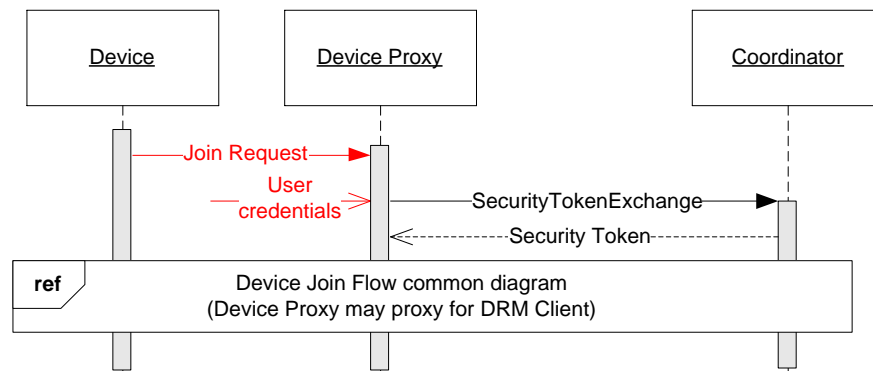 Device
Device Proxy
Coordinator
Join Request
User
credentials
SecurityTokenExchange
Security Token
ref
Device Join Flow common diagram
(Device Proxy may proxy for DRM Client)